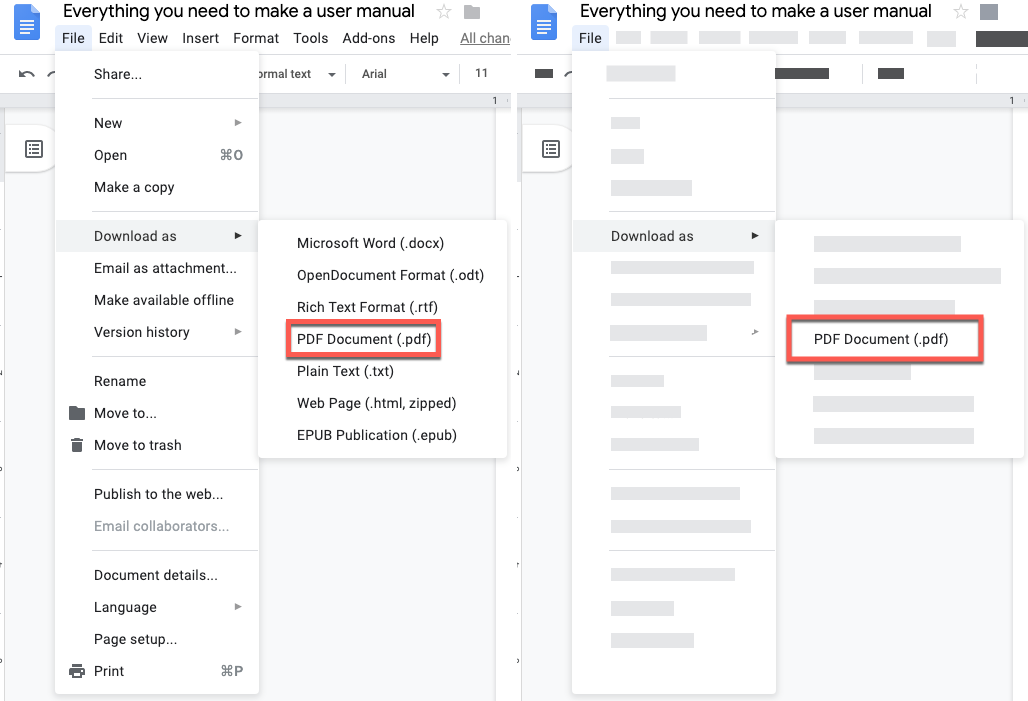 Everything you need to make a user manual
File Edit View Insert Format Tools Add-ons Help All chan
ormal text Arial 11
1
Share...
New
Open ⌘O
Make a copy
Download as
Email as attachment...
Make available offline
Version history
Rename
Move to...
Move to trash
Publish to the web...
Email collaborators...
Document details...
Language
Page setup...
Print ⌘P
Microsoft Word (.docx)
OpenDocument Format (.odt)
Rich Text Format (.rtf)
PDF Document (.pdf)
Plain Text (.txt)
Web Page (.html, zipped)
EPUB Publication (.epub)
Everything you need to make a user manual
File
1
Download as
PDF Document (.pdf)